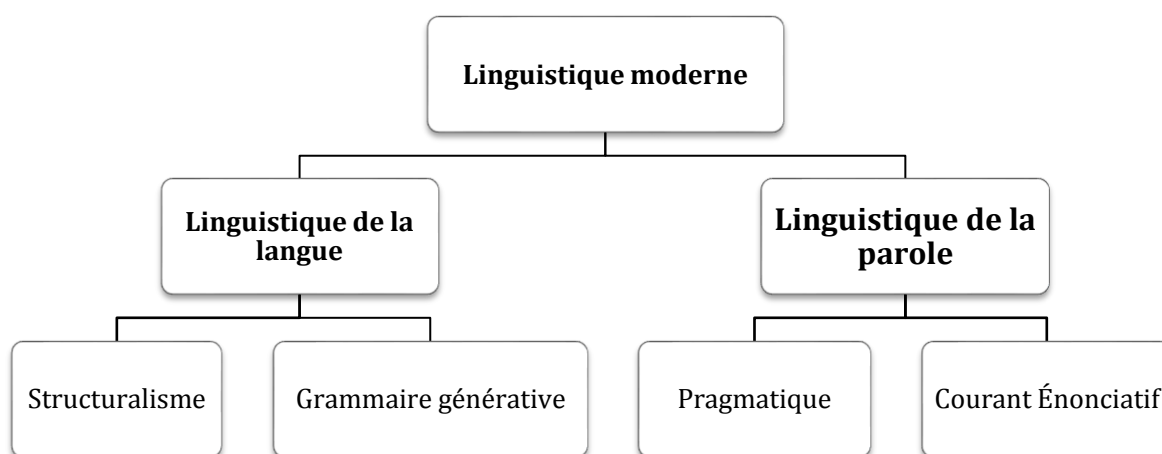 Linguistique moderne
Linguistique de la
langue
Linguistique de la
parole
Structuralisme
Grammaire générative
Pragmatique
Courant Énonciatif